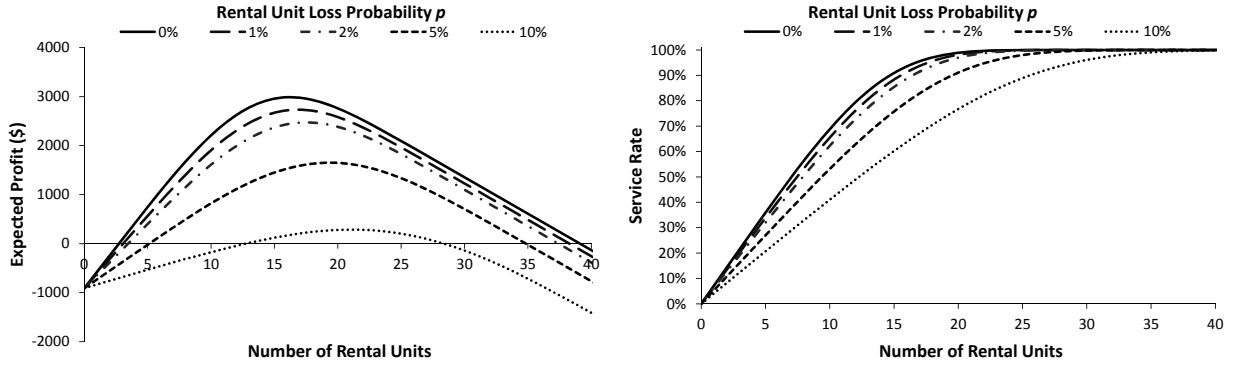 Rental Unit Loss Probability p
0% 1% 2% 5% 10%
4000
3000
2000
1000
0
-1000
-2000
0 5 10 15 20 25 30 35 40
Expected Profit ($)
Number of Rental Units
Rental Unit Loss Probability p
0% 1% 2% 5% 10%
100%
90%
80%
70%
60%
50%
40%
30%
20%
10%
0%
0 5 10 15 20 25 30 35 40
Service Rate
Number of Rental Units